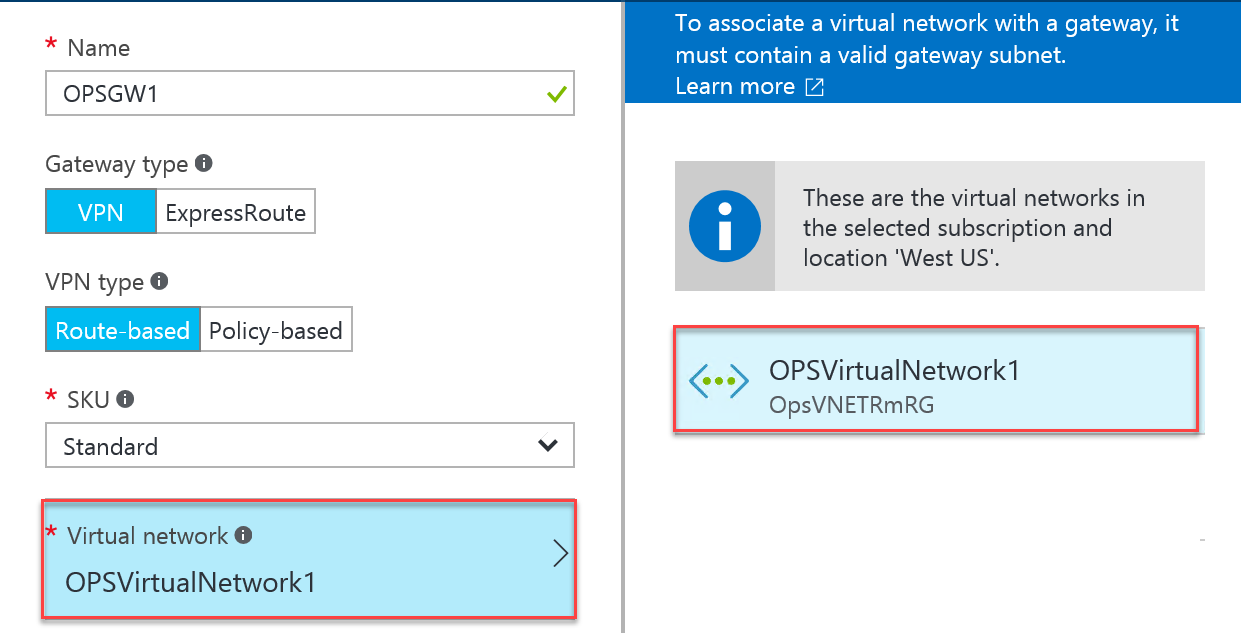 * Name
OPSGW1
Gateway type
VPN ExpressRoute
VPN type
Route-based Policy-based
* SKU
Standard
* Virtual network
OPSVirtualNetwork1
To associate a virtual network with a gateway, it
must contain a valid gateway subnet.
Learn more
These are the virtual networks in
the selected subscription and
location 'West US'.
OPSVirtualNetwork1
OpsVNETRmRG